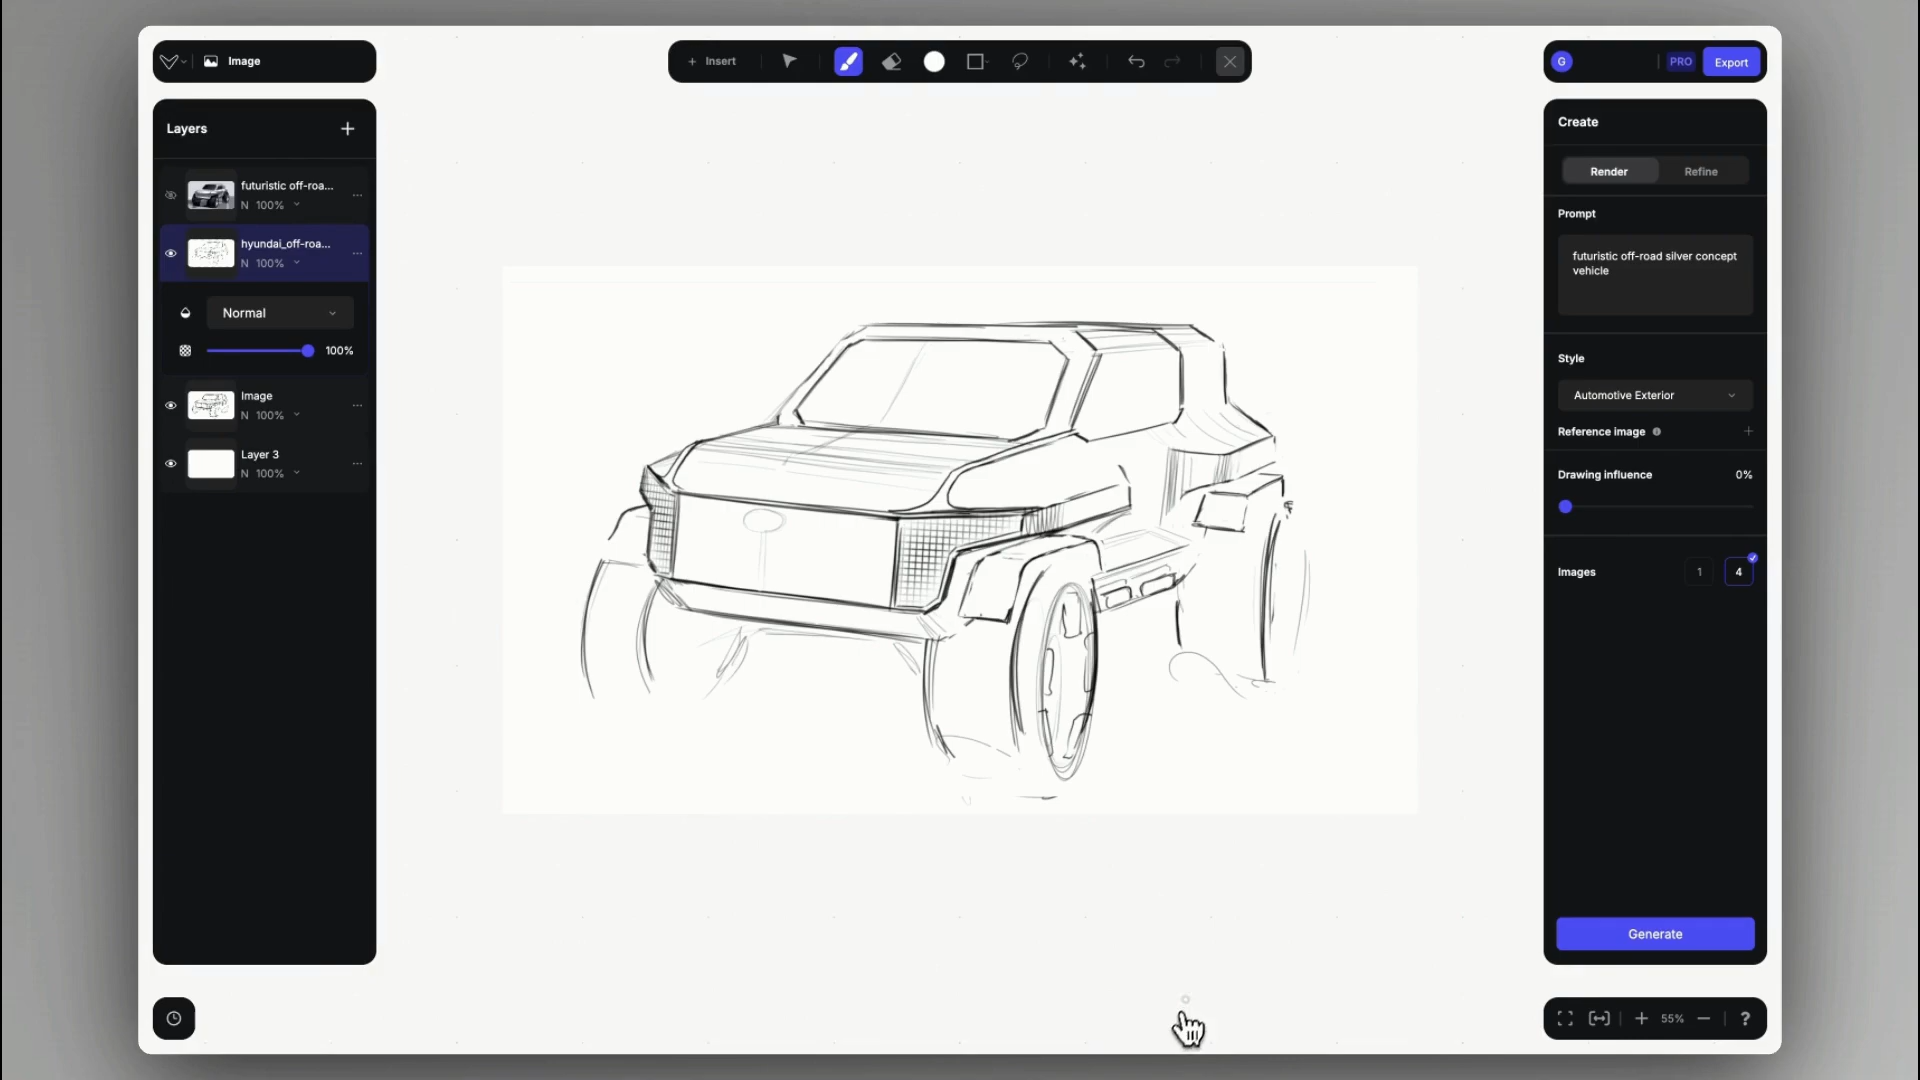 Image
Insert
G
PRO
Export
Layers
futuristic off-roa...
N 100%
hyundai_off-roa...
N 100%
Normal
100%
Image
N 100%
Layer 3
N 100%
Create
Render
Refine
Prompt
futuristic off-road silver concept
vehicle
Style
Automotive Exterior
Reference image
Drawing influence
0%
Images
1
4
Generate
55%
?